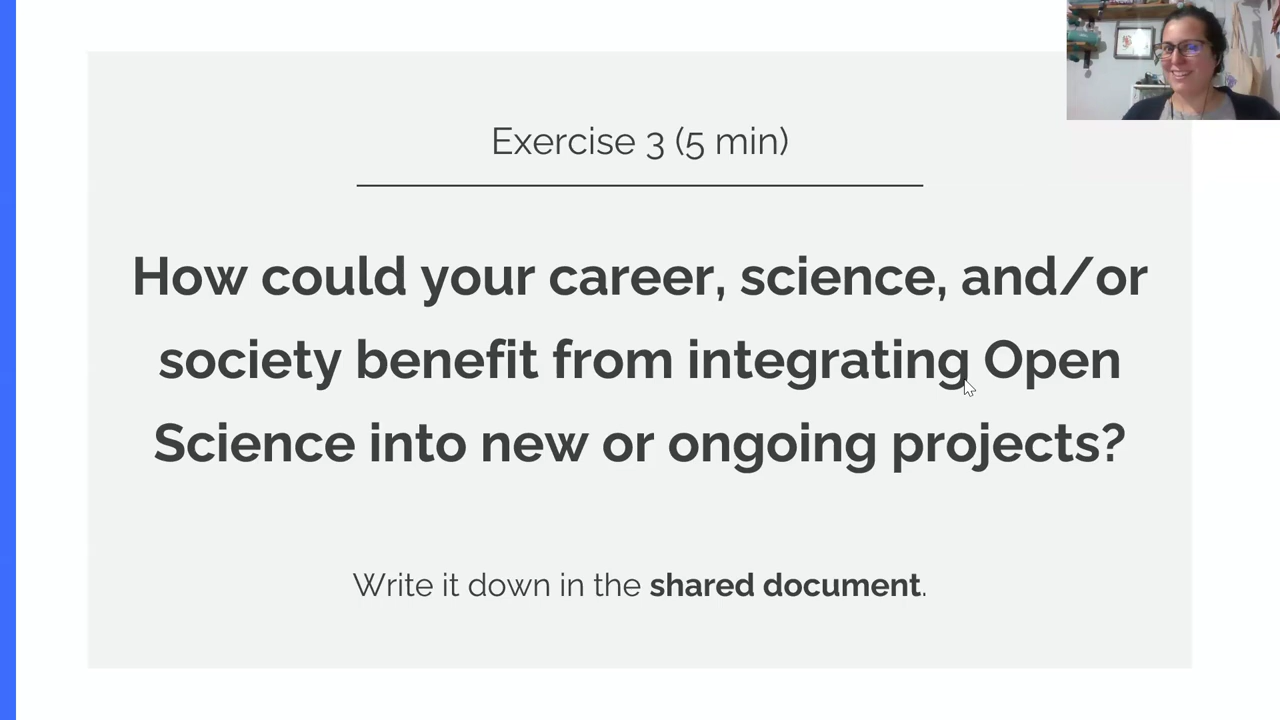 Exercise 3 (5 min)
How could your career, science, and/or
society benefit from integrating Open
Science into new or ongoing projects?
Write it down in the shared document.